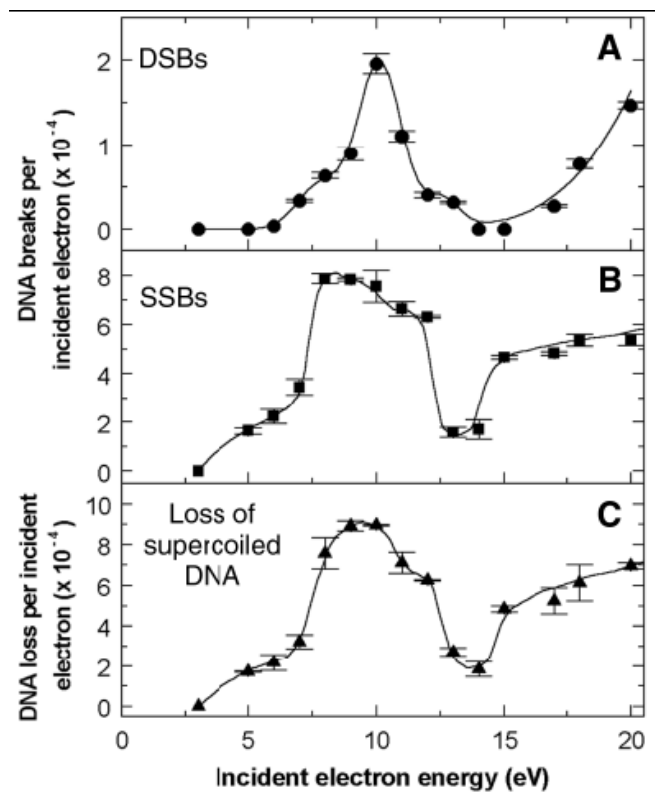 A
DSBs
2
1
0
DNA breaks per
incident electron (x 10⁻⁴)
B
SSBs
8
6
4
2
0
C
Loss of
supercoiled
DNA
10
8
6
4
2
0
DNA loss per incident
electron (x 10⁻⁴)
0
5
10
15
20
Incident electron energy (eV)